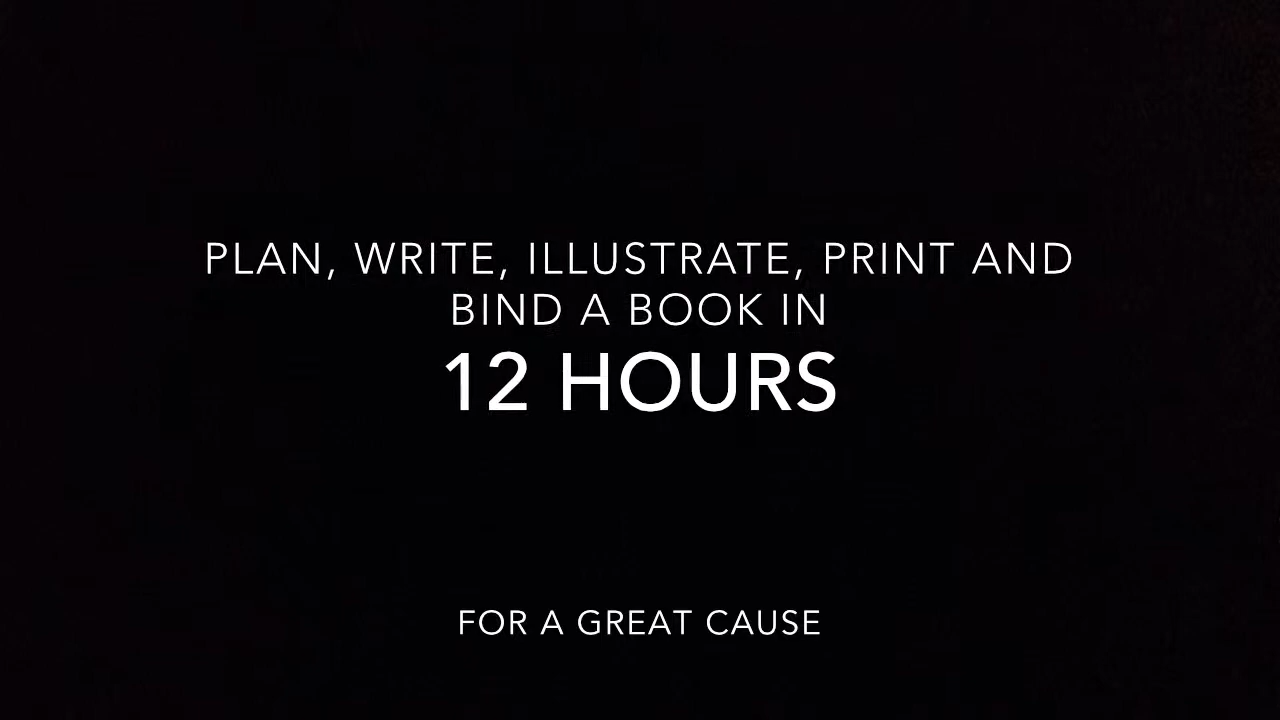 PLAN, WRITE, ILLUSTRATE, PRINT AND
BIND A BOOK IN
12 HOURS
FOR A GREAT CAUSE